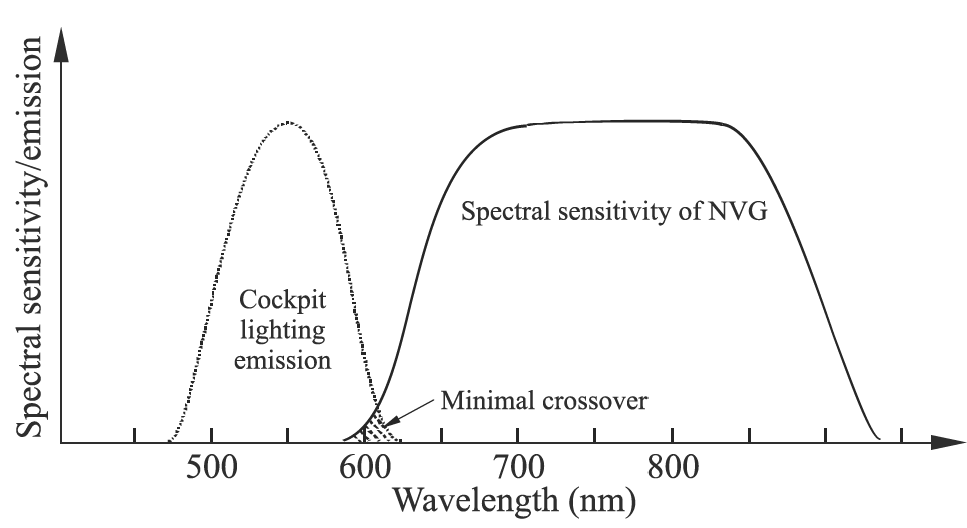 Spectral sensitivity/emission
Spectral sensitivity of NVG
Cockpit
lighting
emission
Minimal crossover
500 600 700 800
Wavelength (nm)